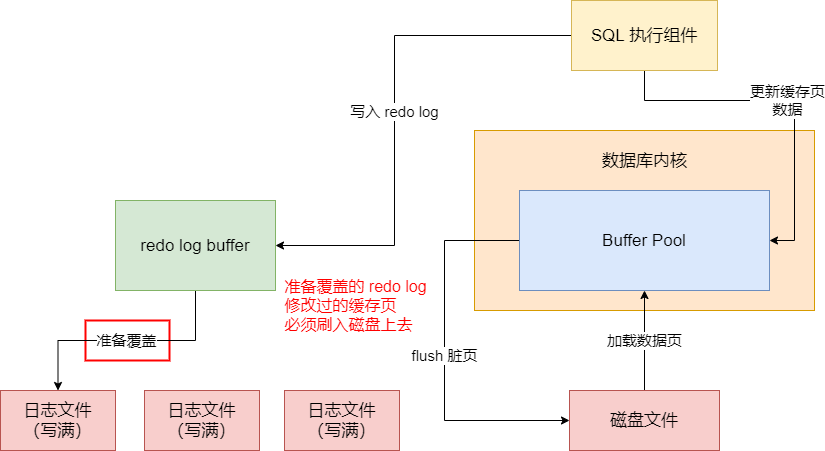 SQL 执行组件
写入 redo log
更新缓存页
数据
数据库内核
Buffer Pool
redo log buffer
准备覆盖的 redo log
修改过的缓存页
必须刷入磁盘上去
准备覆盖
flush 脏页
加载数据页
日志文件
（写满）
日志文件
（写满）
日志文件
（写满）
磁盘文件